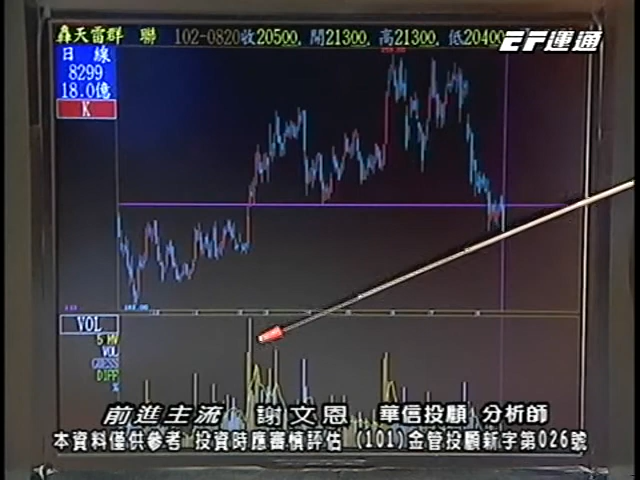 轟天雷群 聯 102-0820收20500, 開21300, 高21300, 低20400
EF運通
日 線
8299
18.0億
K
VOL
5 MV
VOL
GUESS
DIFF
%
前進主流 謝文恩 華信投顧 分析師
本資料僅供參考 投資時應審慎評估 (101)金管投顧新字第026號